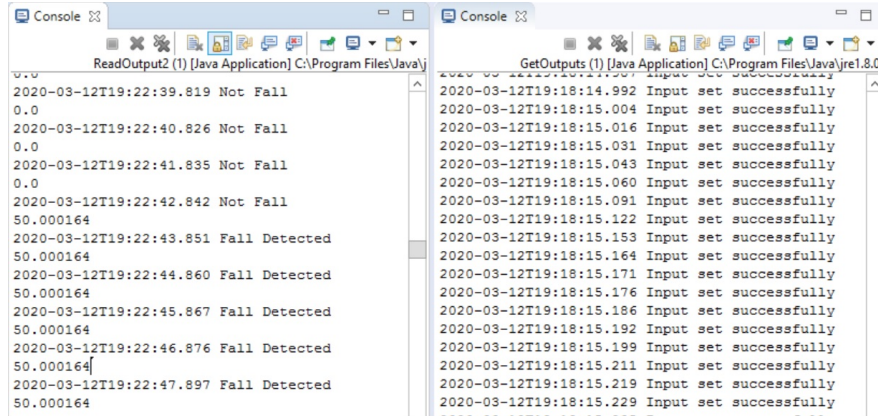 Console
ReadOutput2 (1) [Java Application] C:\Program Files\Java\j
0.0
2020-03-12T19:22:39.819 Not Fall
0.0
2020-03-12T19:22:40.826 Not Fall
0.0
2020-03-12T19:22:41.835 Not Fall
0.0
2020-03-12T19:22:42.842 Not Fall
50.000164
2020-03-12T19:22:43.851 Fall Detected
50.000164
2020-03-12T19:22:44.860 Fall Detected
50.000164
2020-03-12T19:22:45.867 Fall Detected
50.000164
2020-03-12T19:22:46.876 Fall Detected
50.000164
2020-03-12T19:22:47.897 Fall Detected
50.000164
Console
GetOutputs (1) [Java Application] C:\Program Files\Java\jre1.8.0
Input set successfully
2020-03-12T19:18:14.992 Input set successfully
2020-03-12T19:18:15.004 Input set successfully
2020-03-12T19:18:15.016 Input set successfully
2020-03-12T19:18:15.031 Input set successfully
2020-03-12T19:18:15.043 Input set successfully
2020-03-12T19:18:15.060 Input set successfully
2020-03-12T19:18:15.091 Input set successfully
2020-03-12T19:18:15.122 Input set successfully
2020-03-12T19:18:15.153 Input set successfully
2020-03-12T19:18:15.164 Input set successfully
2020-03-12T19:18:15.171 Input set successfully
2020-03-12T19:18:15.176 Input set successfully
2020-03-12T19:18:15.186 Input set successfully
2020-03-12T19:18:15.192 Input set successfully
2020-03-12T19:18:15.199 Input set successfully
2020-03-12T19:18:15.211 Input set successfully
2020-03-12T19:18:15.219 Input set successfully
2020-03-12T19:18:15.229 Input set successfully